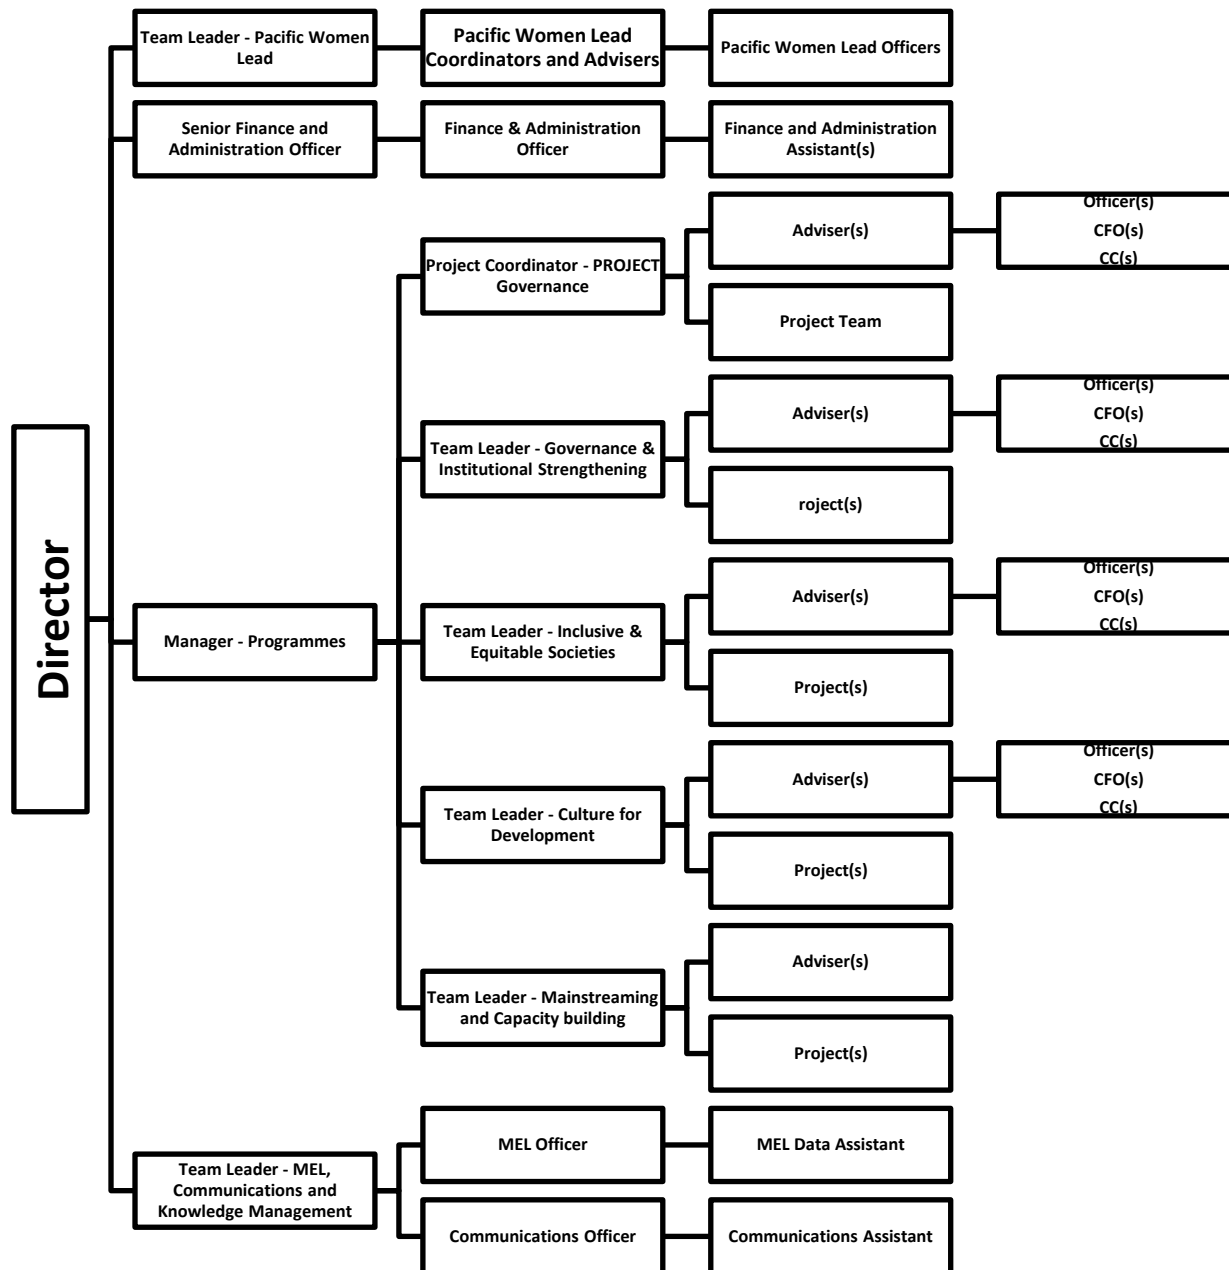 Team Leader - Pacific Women
Lead
Pacific Women Lead
Coordinators and Advisers
Pacific Women Lead Officers
Senior Finance and
Administration Officer
Finance & Administration
Officer
Finance and Administration
Assistant(s)
Director
Manager - Programmes
Project Coordinator - PROJECT
Governance
Adviser(s)
Officer(s)
CFO(s)
CC(s)
Project Team
Team Leader - Governance &
Institutional Strengthening
Adviser(s)
Officer(s)
CFO(s)
CC(s)
roject(s)
Team Leader - Inclusive &
Equitable Societies
Adviser(s)
Officer(s)
CFO(s)
CC(s)
Project(s)
Team Leader - Culture for
Development
Adviser(s)
Officer(s)
CFO(s)
CC(s)
Project(s)
Team Leader - Mainstreaming
and Capacity building
Adviser(s)
Project(s)
Team Leader - MEL,
Communications and
Knowledge Management
MEL Officer
MEL Data Assistant
Communications Officer
Communications Assistant